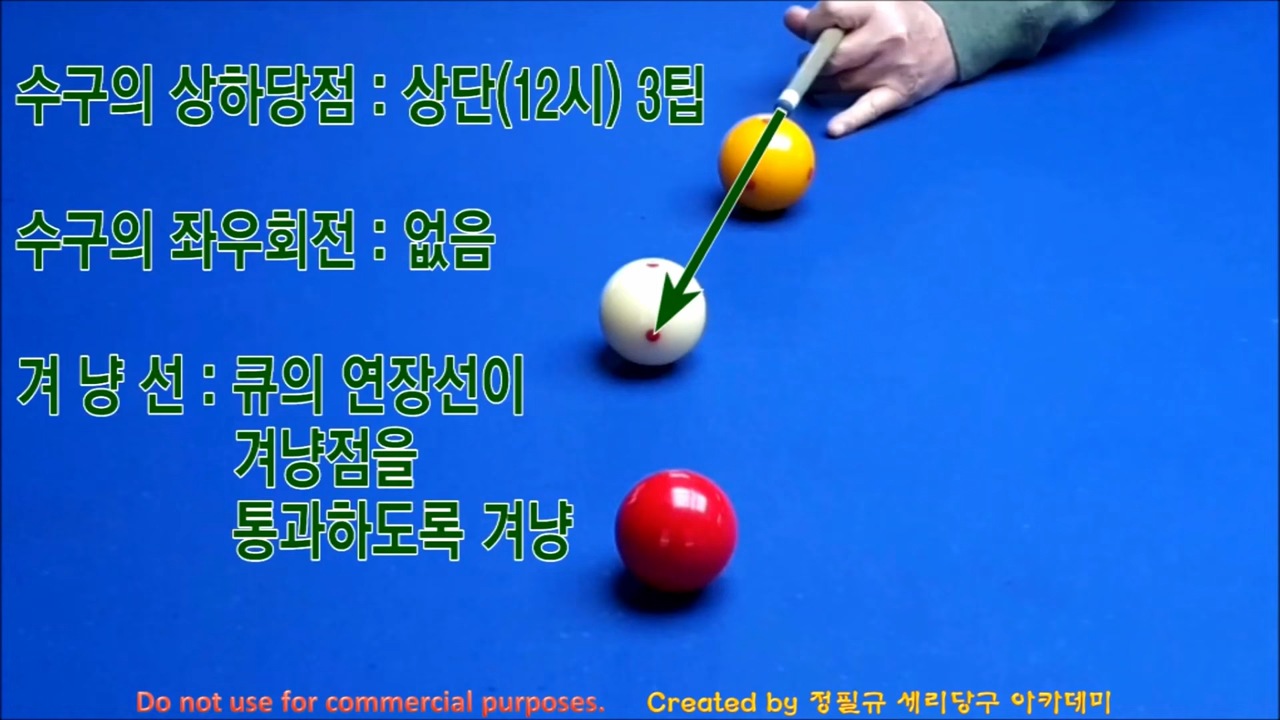 수구의 상하당점 : 상단(12시) 3팁
수구의 좌우회전 : 없음
겨 냥 선 : 큐의 연장선이
겨냥점을
통과하도록 겨냥
Do not use for commercial purposes.
Created by 정필규 세리당구 아카데미